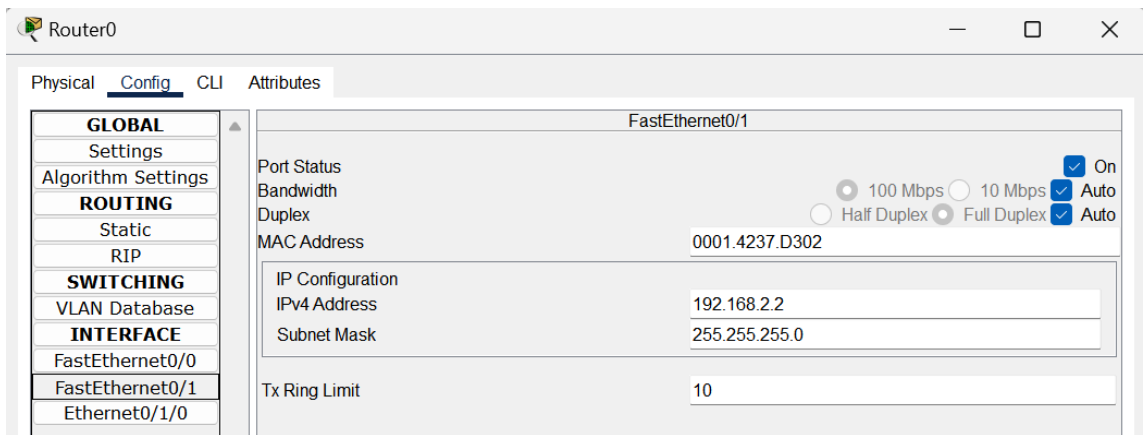 Router0
Physical Config CLI Attributes
GLOBAL
Settings
Algorithm Settings
ROUTING
Static
RIP
SWITCHING
VLAN Database
INTERFACE
FastEthernet0/0
FastEthernet0/1
Ethernet0/1/0
FastEthernet0/1
Port Status On
Bandwidth 100 Mbps 10 Mbps Auto
Duplex Half Duplex Full Duplex Auto
MAC Address 0001.4237.D302
IP Configuration
IPv4 Address 192.168.2.2
Subnet Mask 255.255.255.0
Tx Ring Limit 10